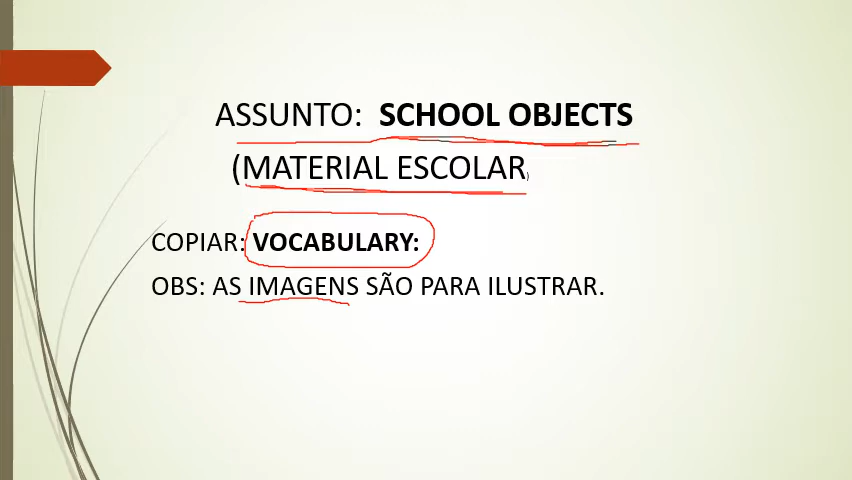 ASSUNTO: SCHOOL OBJECTS
(MATERIAL ESCOLAR)
COPIAR: VOCABULARY:
OBS: AS IMAGENS SÃO PARA ILUSTRAR.